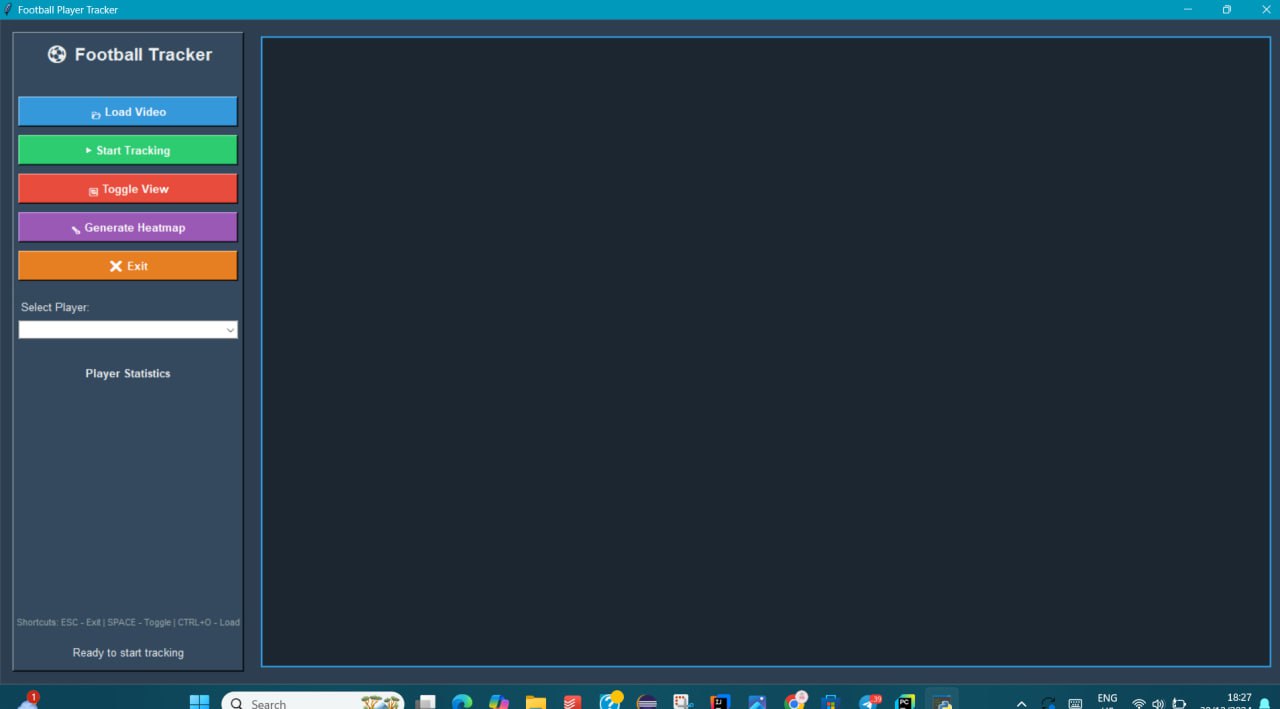 Football Player Tracker
Football Tracker
Load Video
Start Tracking
Toggle View
Generate Heatmap
Exit
Select Player:
Player Statistics
Shortcuts: ESC - Exit | SPACE - Toggle | CTRL+O - Load
Ready to start tracking
1
Search
39
PC
ENG
18:27